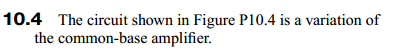 10.4 The circuit shown in Figure P10.4 is a variation of
the common-base amplifier.